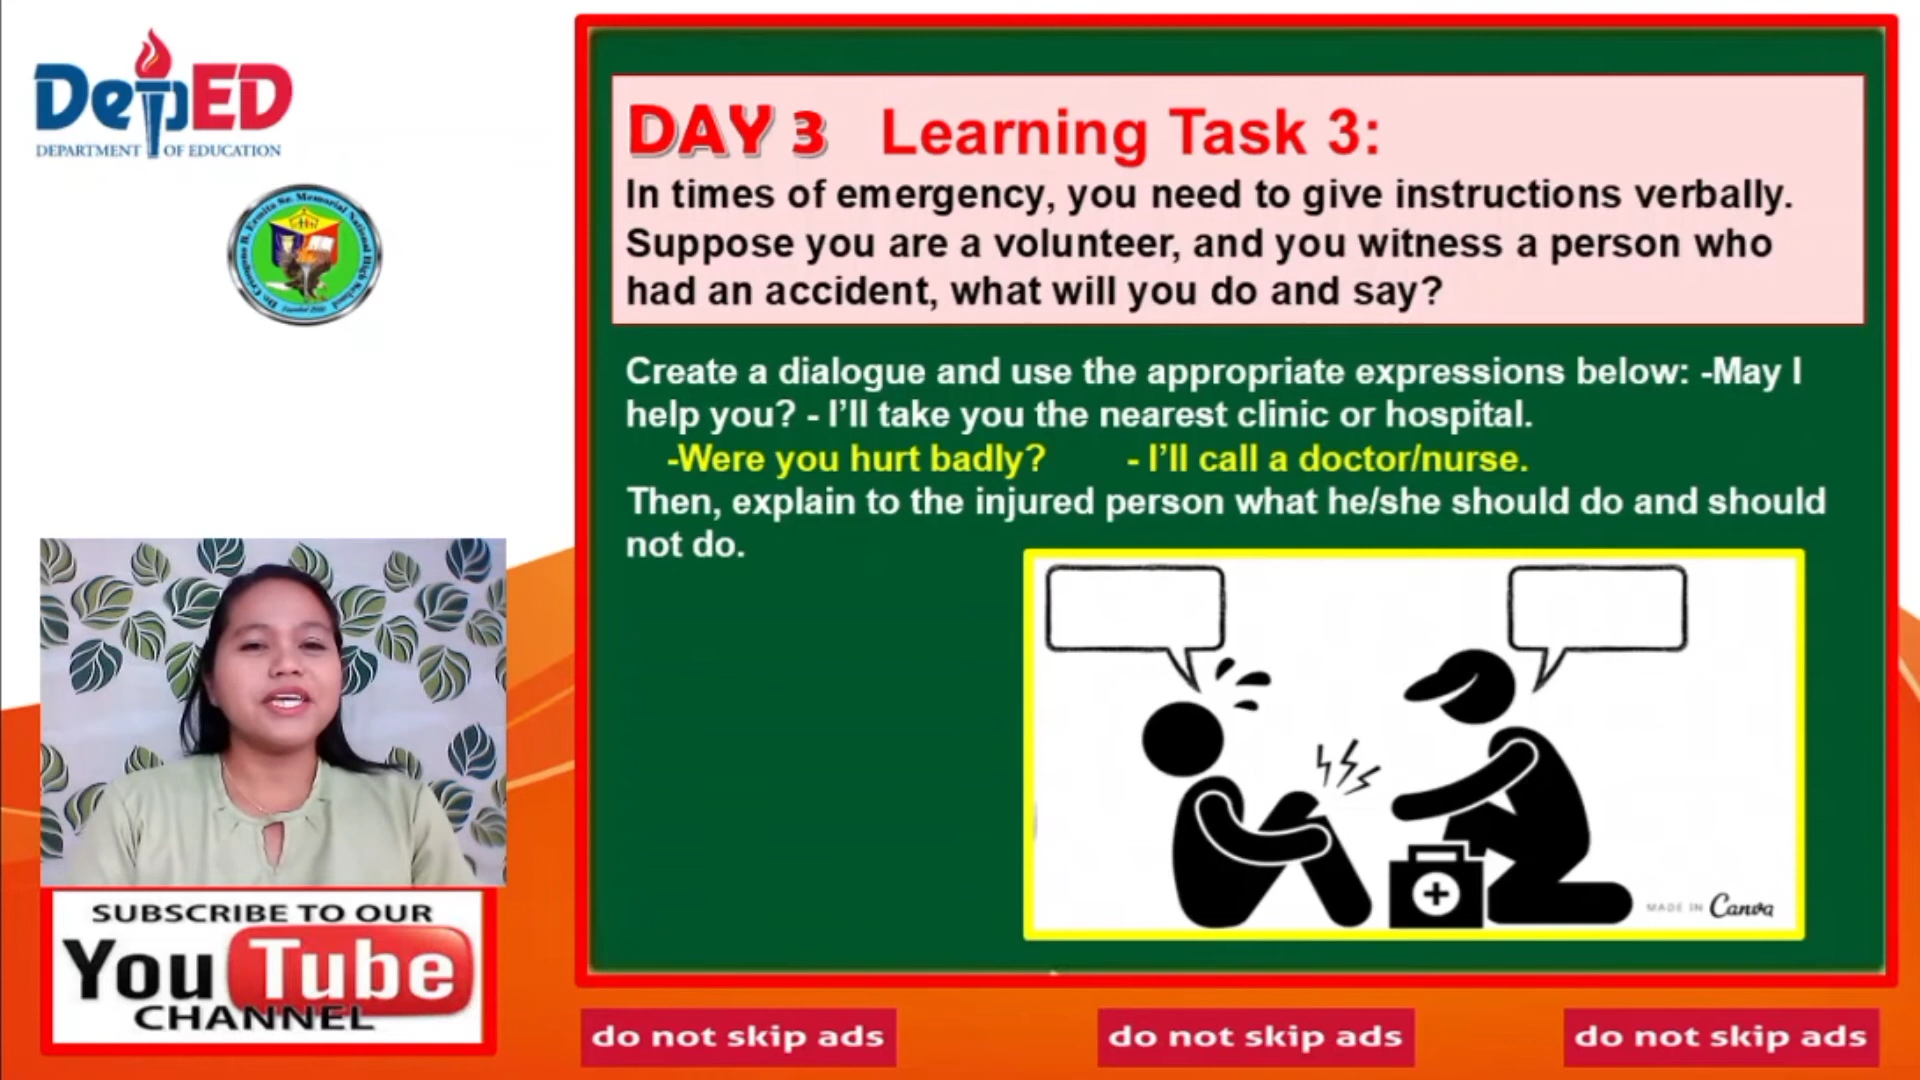 DepED
DEPARTMENT OF EDUCATION
DAY 3 Learning Task 3:
In times of emergency, you need to give instructions verbally.
Suppose you are a volunteer, and you witness a person who
had an accident, what will you do and say?
Create a dialogue and use the appropriate expressions below: -May I
help you? - I'll take you the nearest clinic or hospital.
-Were you hurt badly? - I'll call a doctor/nurse.
Then, explain to the injured person what he/she should do and should
not do.
MADE IN Canva
SUBSCRIBE TO OUR
YouTube
CHANNEL
do not skip ads
do not skip ads
do not skip ads